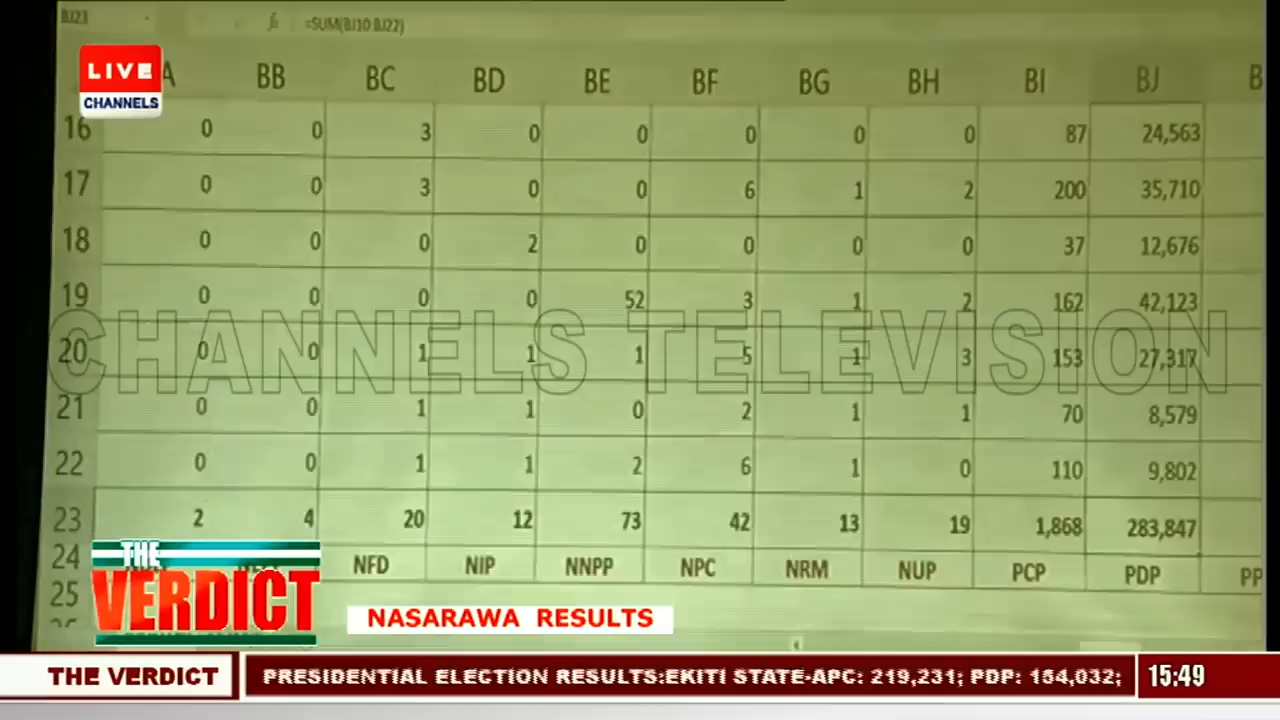 BJ23 fx =SUM(BJ10:BJ22)
LIVE
CHANNELS
A BB BC BD BE BF BG BH BI BJ B
16 0 0 3 0 0 0 0 0 87 24,563
17 0 0 3 0 0 6 1 2 200 35,710
18 0 0 0 2 0 0 0 0 37 12,676
19 0 0 0 0 52 3 1 2 162 42,123
CHANNELS TELEVISION
20 0 0 1 1 1 5 1 3 153 27,317
21 0 0 1 1 0 2 1 1 70 8,579
22 0 0 1 1 2 6 1 0 110 9,802
23 2 4 20 12 73 42 13 19 1,868 283,847
24 NFD NIP NNPP NPC NRM NUP PCP PDP PP
25
THE
VERDICT
NASARAWA RESULTS
THE VERDICT PRESIDENTIAL ELECTION RESULTS:EKITI STATE-APC: 219,231; PDP: 154,032; 15:49